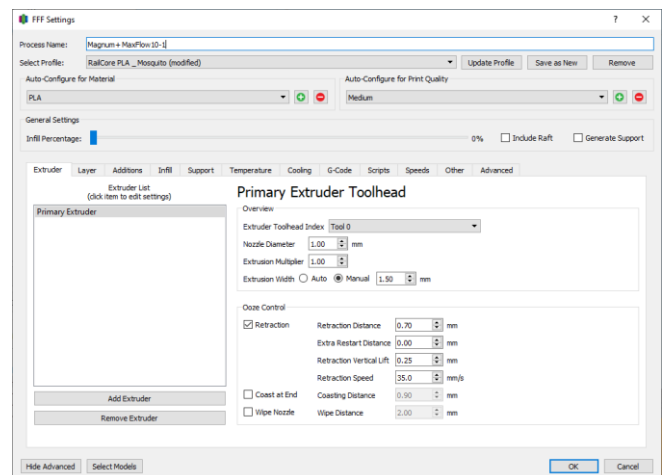 FFF Settings ? X
Process Name: Magnum+ MaxFlow10-1
Select Profile: RailCore PLA _Mosquito (modified) Update Profile Save as New Remove
Auto-Configure for Material Auto-Configure for Print Quality
PLA Medium
General Settings
Infill Percentage: 0% Include Raft Generate Support
Extruder Layer Additions Infill Support Temperature Cooling G-Code Scripts Speeds Other Advanced
Extruder List
(click item to edit settings)
Primary Extruder
Add Extruder
Remove Extruder
Primary Extruder Toolhead
Overview
Extruder Toolhead Index Tool 0
Nozzle Diameter 1.00 mm
Extrusion Multiplier 1.00
Extrusion Width Auto Manual 1.50 mm
Ooze Control
Retraction Retraction Distance 0.70 mm
Extra Restart Distance 0.00 mm
Retraction Vertical Lift 0.25 mm
Retraction Speed 35.0 mm/s
Coast at End Coasting Distance 0.90 mm
Wipe Nozzle Wipe Distance 2.00 mm
Hide Advanced Select Models OK Cancel